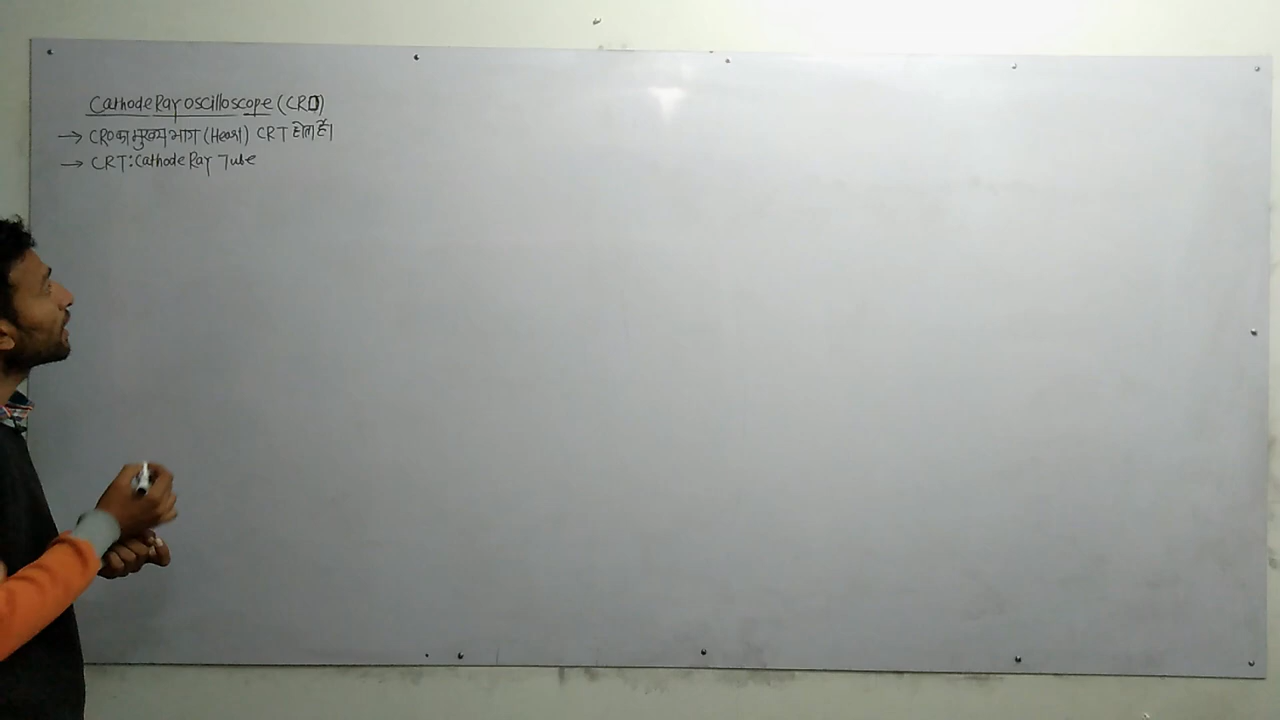 Cathode Ray oscilloscope (CRO)
→ CRO का मुख्य भाग (Heart) CRT होता हैं।
→ CRT: Cathode Ray Tube